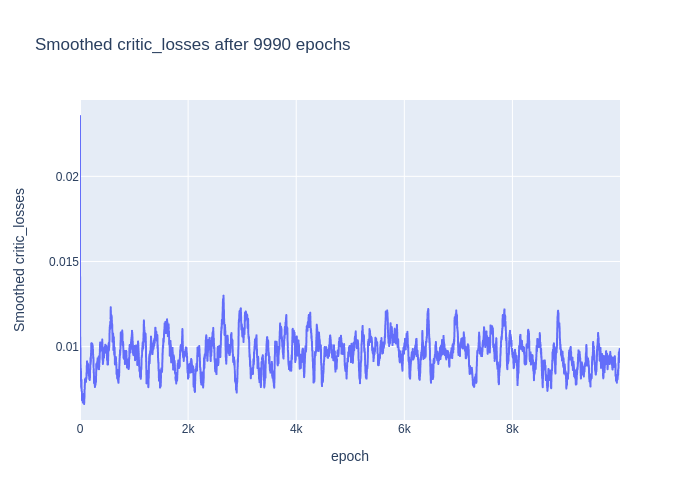 Smoothed critic_losses after 9990 epochs
Smoothed critic_losses
0.02
0.015
0.01
0
2k
4k
6k
8k
epoch